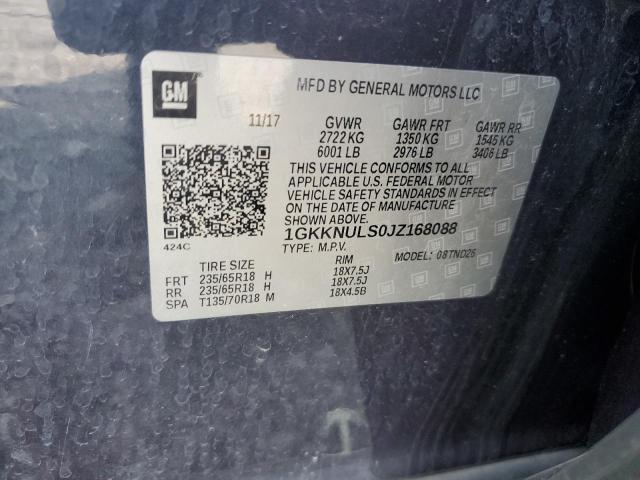 GM
MFD BY GENERAL MOTORS LLC
11/17 GVWR GAWR FRT GAWR RR
2722 KG 1350 KG 1545 KG
6001 LB 2976 LB 3406 LB
THIS VEHICLE CONFORMS TO ALL
APPLICABLE U.S. FEDERAL MOTOR
VEHICLE SAFETY STANDARDS IN EFFECT
ON THE DATE OF MANUFACTURE
SHOWN ABOVE.
424C 1GKKNULS0JZ168088
TYPE: M.P.V. MODEL: 08TND26
TIRE SIZE RIM
FRT 235/65R18 H 18X7.5J
RR 235/65R18 H 18X7.5J
SPA T135/70R18 M 18X4.5B